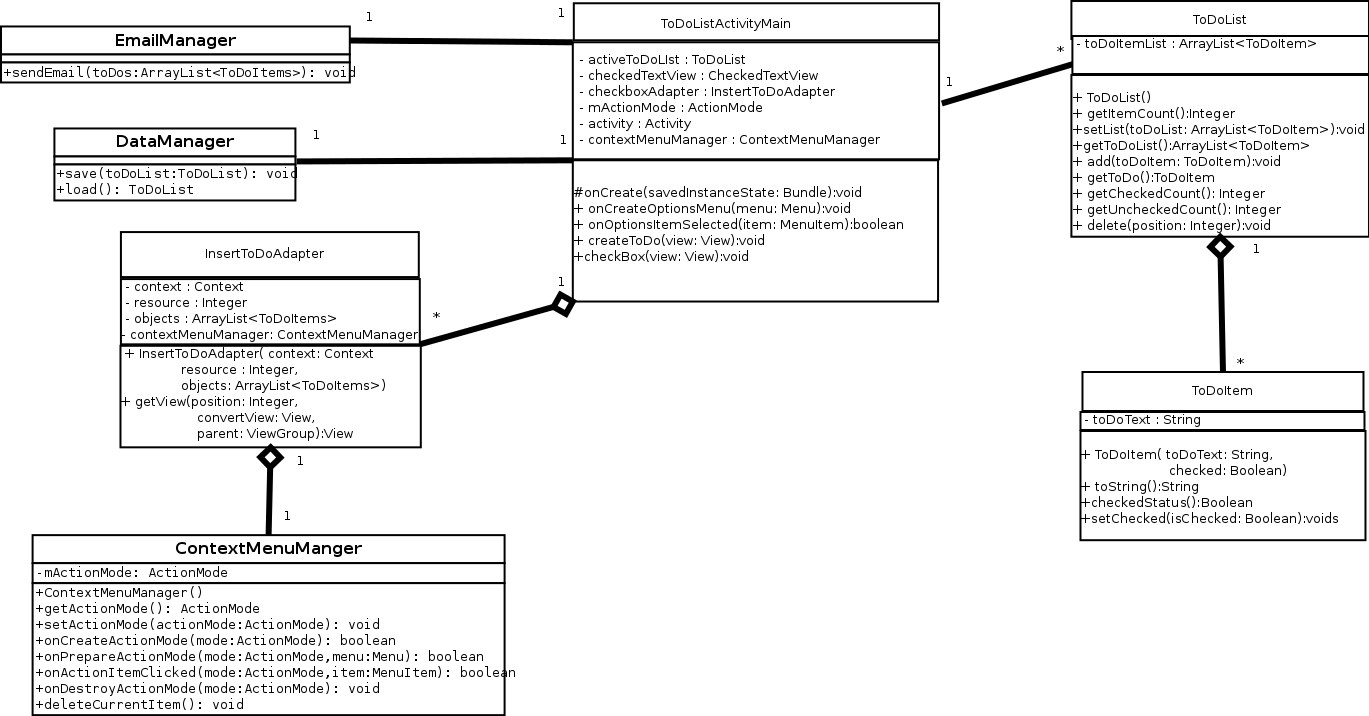 EmailManager
+sendEmail(toDos:ArrayList<ToDoItems>): void
1
1
DataManager
+save(toDoList:ToDoList): void
+load(): ToDoList
1
1
ToDoListActivityMain
- activeToDoLIst : ToDoList
- checkedTextView : CheckedTextView
- checkboxAdapter : InstertToDoAdapter
- mActionMode : ActionMode
- activity : Activity
- contextMenuManager : ContextMenuManager
#onCreate(savedInstanceState: Bundle):void
+ onCreateOptionsMenu(menu: Menu):void
+ onOptionsItemSelected(item: MenuItem):boolean
+ createToDo(view: View):void
+checkBox(view: View):void
1
*
ToDoList
- toDoItemList : ArrayList<ToDoItem>
+ ToDoList()
+ getItemCount():Integer
+setList(toDoList: ArrayList<ToDoItem>):void
+getToDoList():ArrayList<ToDoItem>
+ add(toDoItem: ToDoItem):void
+ getToDo():ToDoItem
+ getCheckedCount(): Integer
+ getUncheckedCount(): Integer
+ delete(position: Integer):void
1
*
InsertToDoAdapter
- context : Context
- resource : Integer
- objects : ArrayList<ToDoItems>
- contextMenuManager: ContextMenuManager
+ InsertToDoAdapter( context: Context
resource : Integer,
objects: ArrayList<ToDoItems>)
+ getView(position: Integer,
convertView: View,
parent: ViewGroup):View
*
1
1
1
ToDoItem
- toDoText : String
+ ToDoItem( toDoText: String,
checked: Boolean)
+ toString():String
+checkedStatus():Boolean
+setChecked(isChecked: Boolean):voids
ContextMenuManger
-mActionMode: ActionMode
+ContextMenuManager()
+getActionMode(): ActionMode
+setActionMode(actionMode:ActionMode): void
+onCreateActionMode(mode:ActionMode): boolean
+onPrepareActionMode(mode:ActionMode,menu:Menu): boolean
+onActionItemClicked(mode:ActionMode,item:MenuItem): boolean
+onDestroyActionMode(mode:ActionMode): void
+deleteCurrentItem(): void